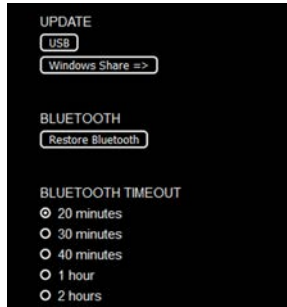 UPDATE
USB
Windows Share =>
BLUETOOTH
Restore Bluetooth
BLUETOOTH TIMEOUT
20 minutes
30 minutes
40 minutes
1 hour
2 hours